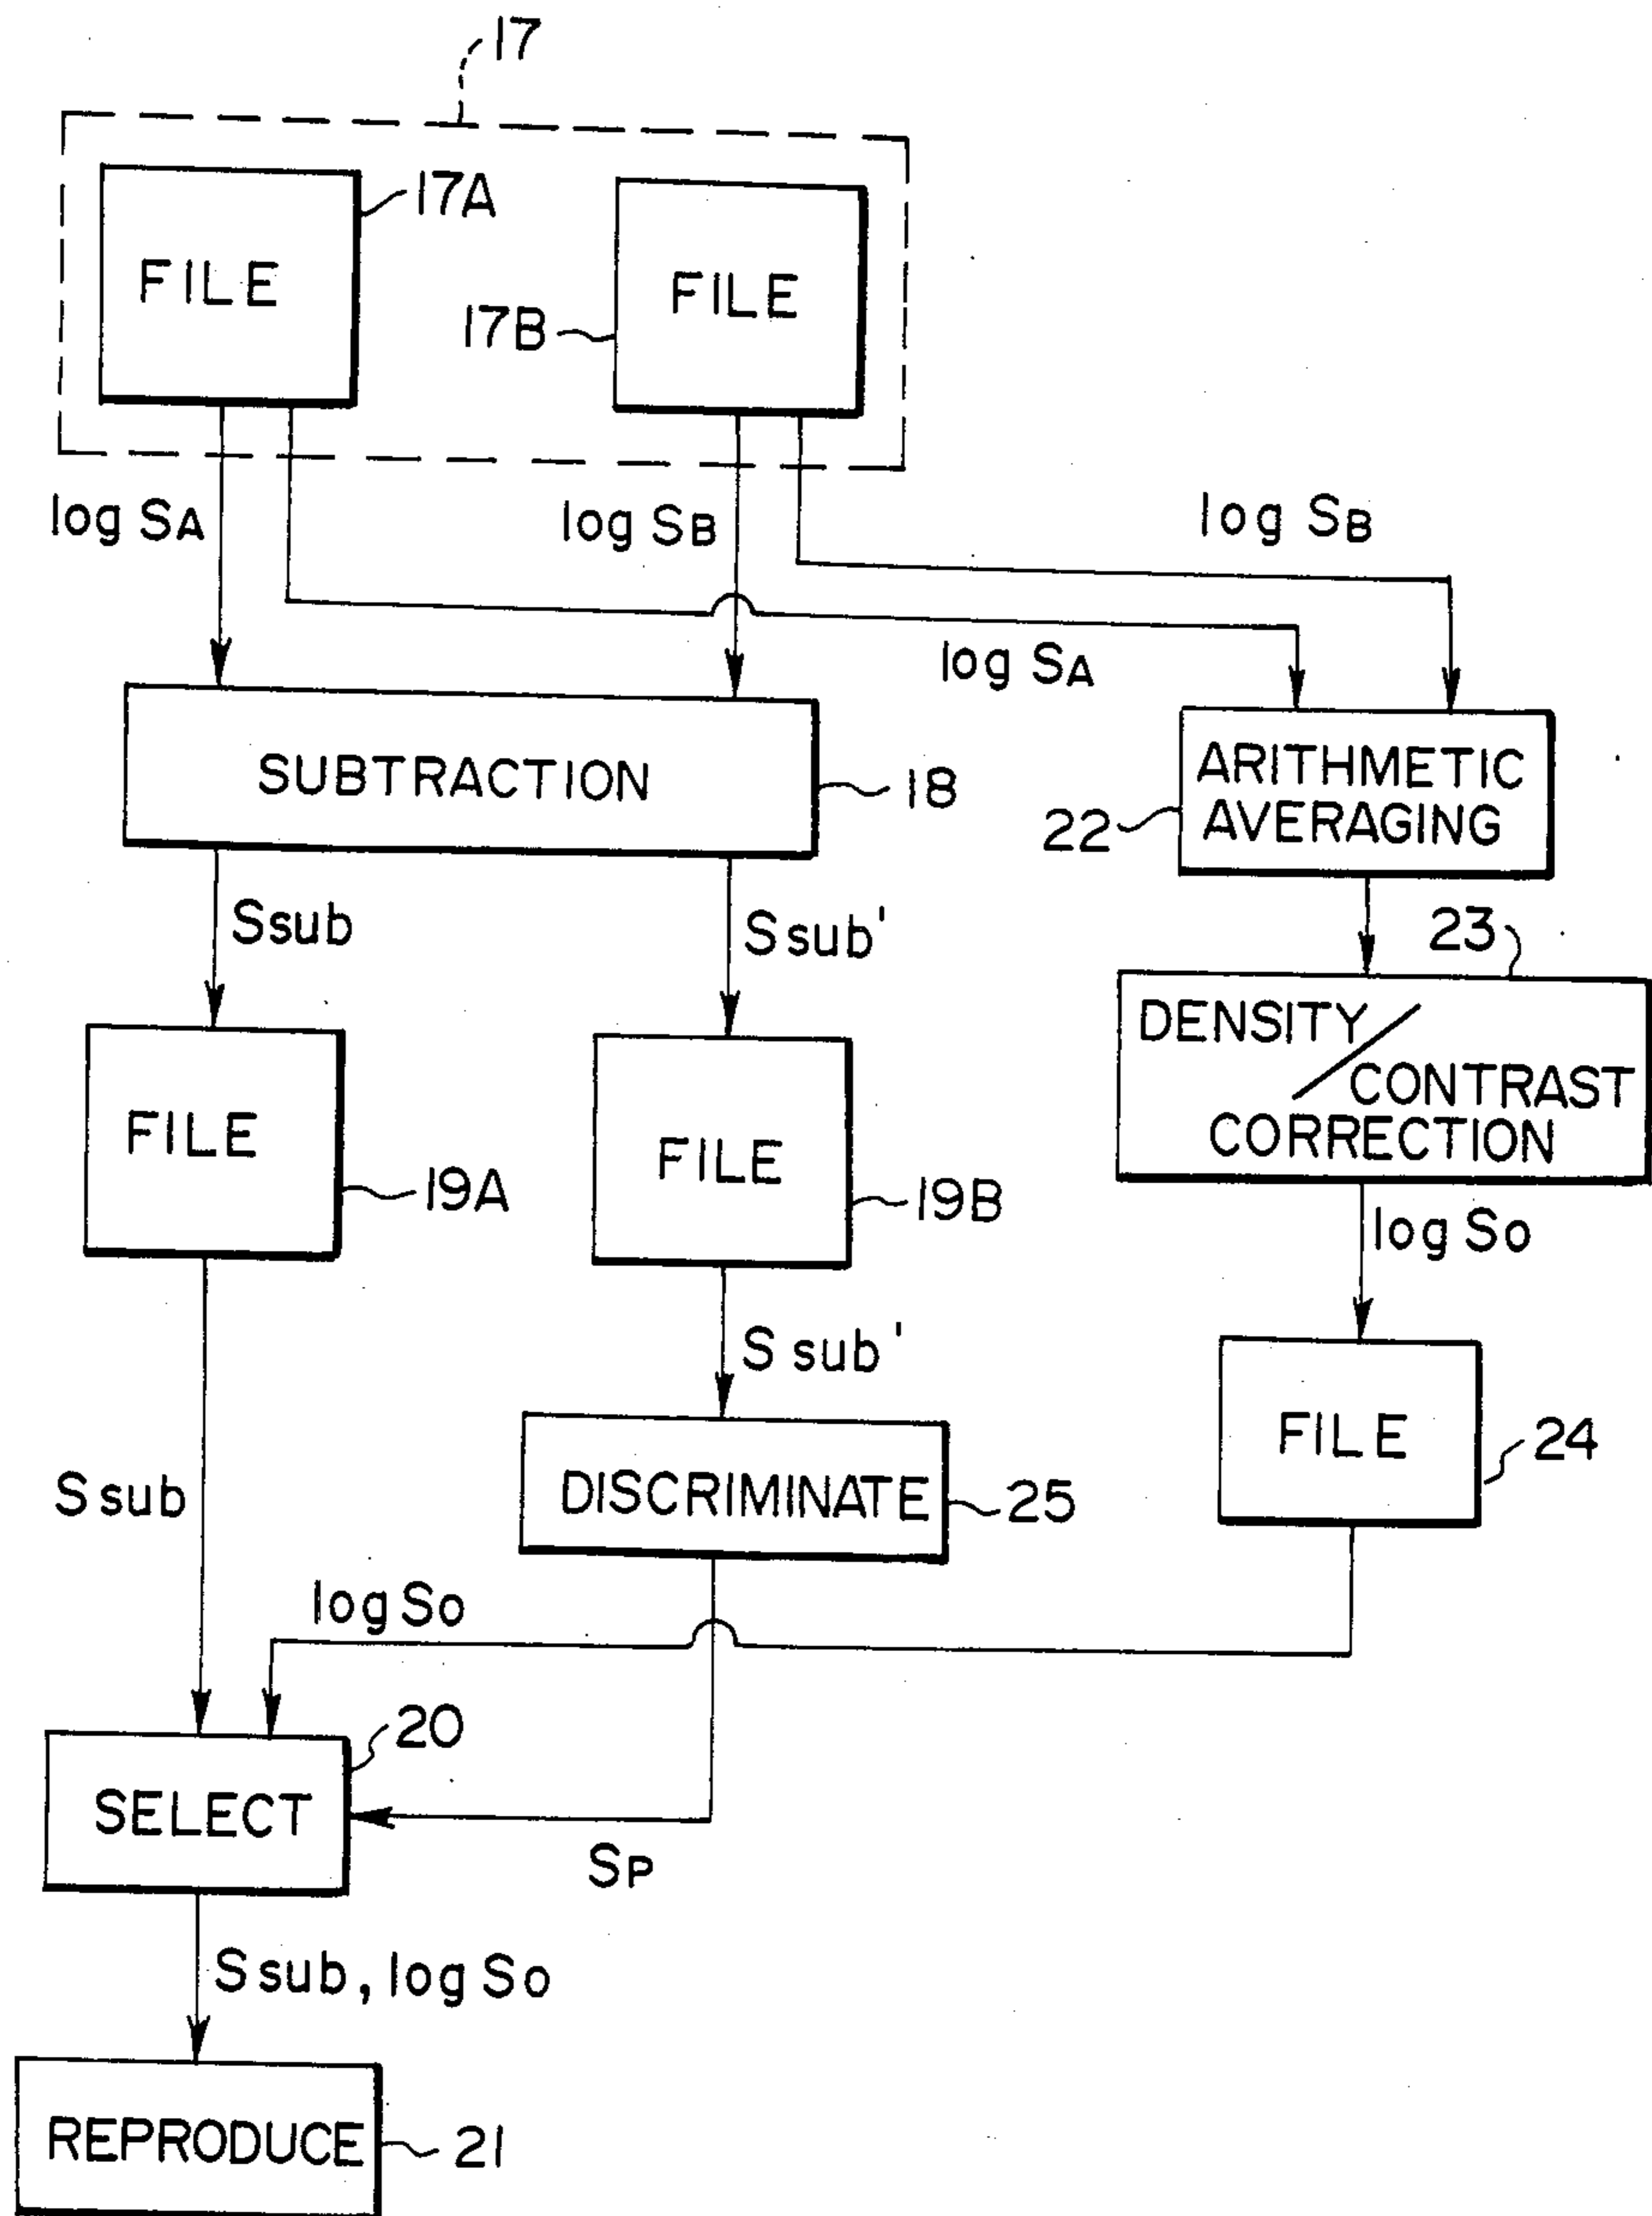 17
17A
FILE
FILE
17B
log SA
log SB
log SB
log SA
SUBTRACTION
18
ARITHMETIC
AVERAGING
22
Ssub
Ssub'
23
DENSITY/
CONTRAST
CORRECTION
FILE
19A
FILE
19B
log So
S sub'
FILE
24
S sub
DISCRIMINATE
25
log So
20
SELECT
SP
S sub, log So
REPRODUCE
21